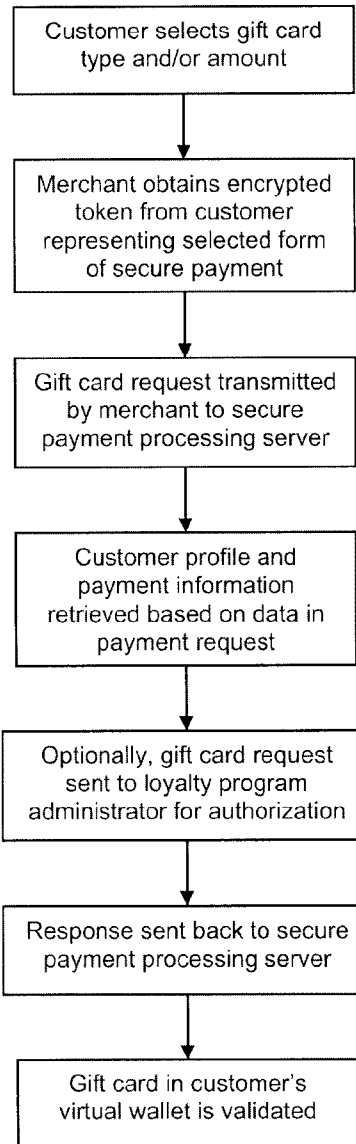 Customer selects gift card
type and/or amount
Merchant obtains encrypted
token from customer
representing selected form
of secure payment
Gift card request transmitted
by merchant to secure
payment processing server
Customer profile and
payment information
retrieved based on data in
payment request
Optionally, gift card request
sent to loyalty program
administrator for authorization
Response sent back to secure
payment processing server
Gift card in customer's
virtual wallet is validated